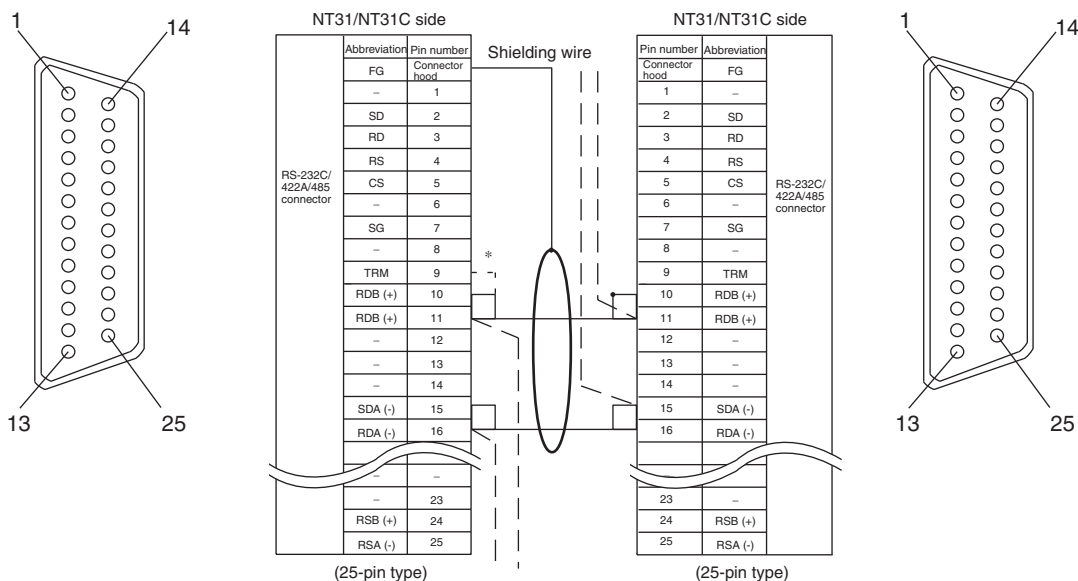 1
14
13
25
NT31/NT31C side
RS-232C/
422A/485
connector
Abbreviation Pin number
FG Connector hood
– 1
SD 2
RD 3
RS 4
CS 5
– 6
SG 7
– 8
TRM 9
RDB (+) 10
RDB (+) 11
– 12
– 13
– 14
SDA (-) 15
RDA (-) 16
– –
– 23
RSB (+) 24
RSA (-) 25
(25-pin type)
Shielding wire
*
NT31/NT31C side
Pin number Abbreviation
Connector hood FG
1 –
2 SD
3 RD
4 RS
5 CS
6 –
7 SG
8 –
9 TRM
10 RDB (+)
11 RDB (+)
12 –
13 –
14 –
15 SDA (-)
16 RDA (-)
– –
23 –
24 RSB (+)
25 RSA (-)
RS-232C/
422A/485
connector
(25-pin type)
1
14
13
25